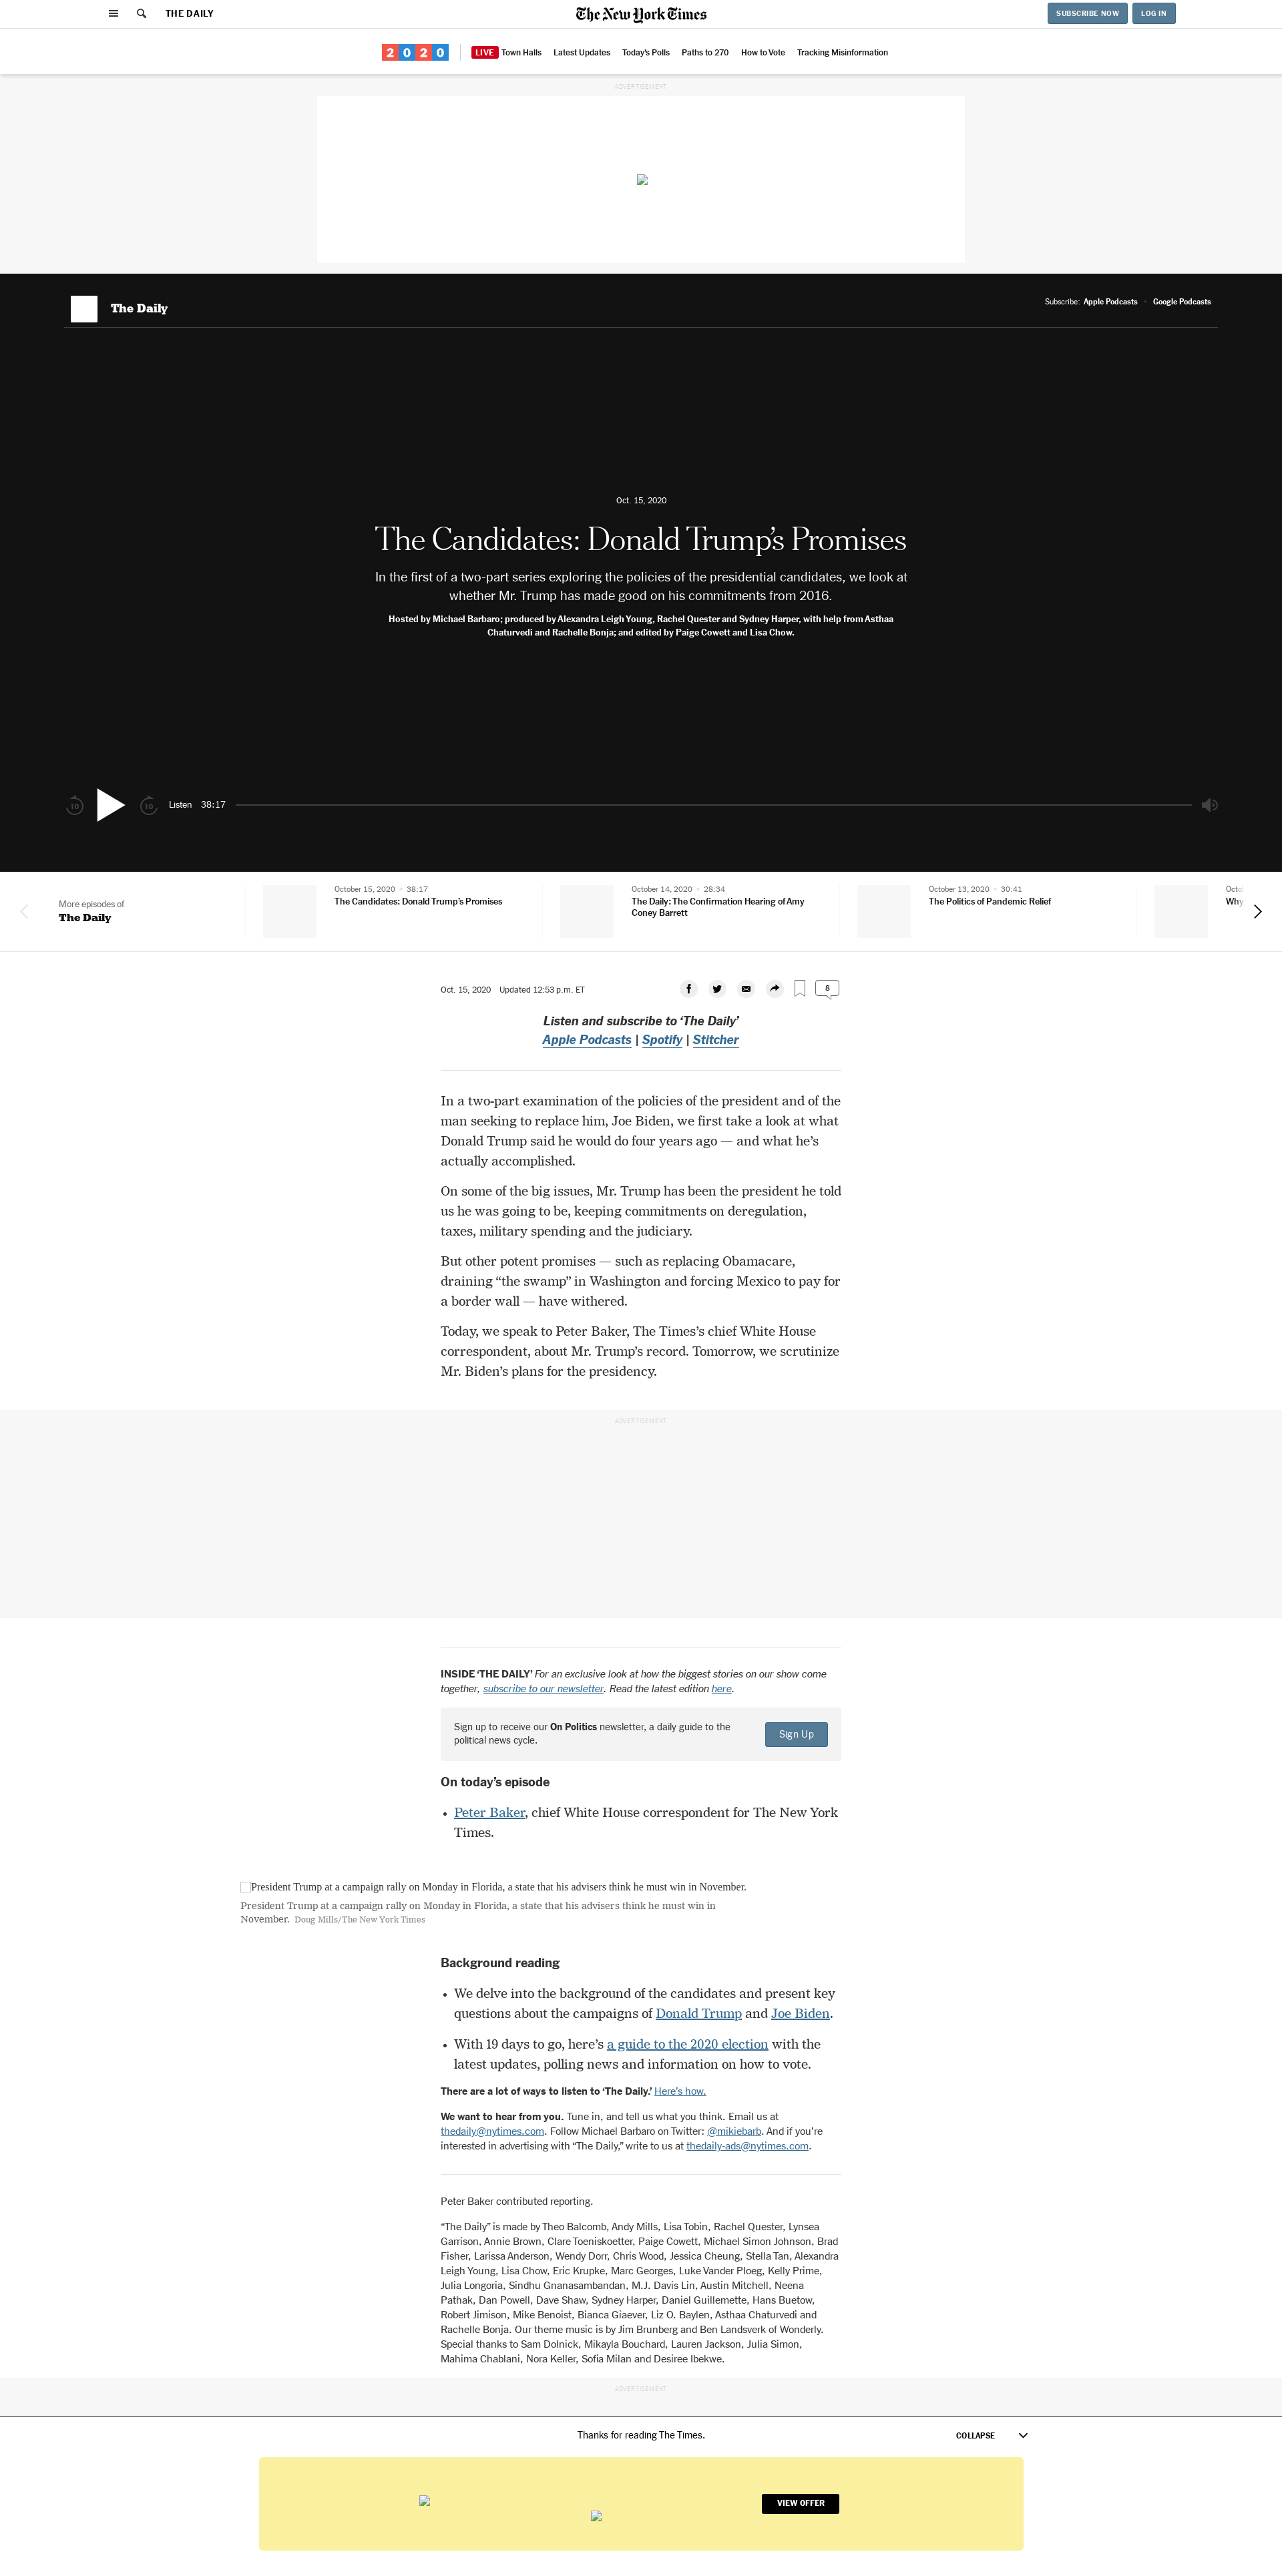 THE DAILY
The New York Times
SUBSCRIBE NOW
LOG IN
2020
LIVE Town Halls
Latest Updates
Today's Polls
Paths to 270
How to Vote
Tracking Misinformation
ADVERTISEMENT
The Daily
Subscribe: Apple Podcasts • Google Podcasts
Oct. 15, 2020
The Candidates: Donald Trump’s Promises
In the first of a two-part series exploring the policies of the presidential candidates, we look at
whether Mr. Trump has made good on his commitments from 2016.
Hosted by Michael Barbaro; produced by Alexandra Leigh Young, Rachel Quester and Sydney Harper, with help from Asthaa
Chaturvedi and Rachelle Bonja; and edited by Paige Cowett and Lisa Chow.
10
10
Listen 38:17
More episodes of
The Daily
October 15, 2020 • 38:17
The Candidates: Donald Trump’s Promises
October 14, 2020 • 28:34
The Daily: The Confirmation Hearing of Amy
Coney Barrett
October 13, 2020 • 30:41
The Politics of Pandemic Relief
Why
Oct. 15, 2020 Updated 12:53 p.m. ET
8
Listen and subscribe to ‘The Daily’
Apple Podcasts | Spotify | Stitcher
In a two-part examination of the policies of the president and of the
man seeking to replace him, Joe Biden, we first take a look at what
Donald Trump said he would do four years ago — and what he’s
actually accomplished.
On some of the big issues, Mr. Trump has been the president he told
us he was going to be, keeping commitments on deregulation,
taxes, military spending and the judiciary.
But other potent promises — such as replacing Obamacare,
draining “the swamp” in Washington and forcing Mexico to pay for
a border wall — have withered.
Today, we speak to Peter Baker, The Times’s chief White House
correspondent, about Mr. Trump’s record. Tomorrow, we scrutinize
Mr. Biden’s plans for the presidency.
ADVERTISEMENT
INSIDE ‘THE DAILY’ For an exclusive look at how the biggest stories on our show come
together, subscribe to our newsletter. Read the latest edition here.
Sign up to receive our On Politics newsletter, a daily guide to the
political news cycle.
Sign Up
On today’s episode
• Peter Baker, chief White House correspondent for The New York
Times.
President Trump at a campaign rally on Monday in Florida, a state that his advisers think he must win in November.
President Trump at a campaign rally on Monday in Florida, a state that his advisers think he must win in
November. Doug Mills/The New York Times
Background reading
• We delve into the background of the candidates and present key
questions about the campaigns of Donald Trump and Joe Biden.
• With 19 days to go, here’s a guide to the 2020 election with the
latest updates, polling news and information on how to vote.
There are a lot of ways to listen to ‘The Daily.’ Here’s how.
We want to hear from you. Tune in, and tell us what you think. Email us at
thedaily@nytimes.com. Follow Michael Barbaro on Twitter: @mikiebarb. And if you’re
interested in advertising with “The Daily,” write to us at thedaily-ads@nytimes.com.
Peter Baker contributed reporting.
“The Daily” is made by Theo Balcomb, Andy Mills, Lisa Tobin, Rachel Quester, Lynsea
Garrison, Annie Brown, Clare Toeniskoetter, Paige Cowett, Michael Simon Johnson, Brad
Fisher, Larissa Anderson, Wendy Dorr, Chris Wood, Jessica Cheung, Stella Tan, Alexandra
Leigh Young, Lisa Chow, Eric Krupke, Marc Georges, Luke Vander Ploeg, Kelly Prime,
Julia Longoria, Sindhu Gnanasambandan, M.J. Davis Lin, Austin Mitchell, Neena
Pathak, Dan Powell, Dave Shaw, Sydney Harper, Daniel Guillemette, Hans Buetow,
Robert Jimison, Mike Benoist, Bianca Giaever, Liz O. Baylen, Asthaa Chaturvedi and
Rachelle Bonja. Our theme music is by Jim Brunberg and Ben Landsverk of Wonderly.
Special thanks to Sam Dolnick, Mikayla Bouchard, Lauren Jackson, Julia Simon,
Mahima Chablani, Nora Keller, Sofia Milan and Desiree Ibekwe.
ADVERTISEMENT
Thanks for reading The Times.
COLLAPSE
VIEW OFFER